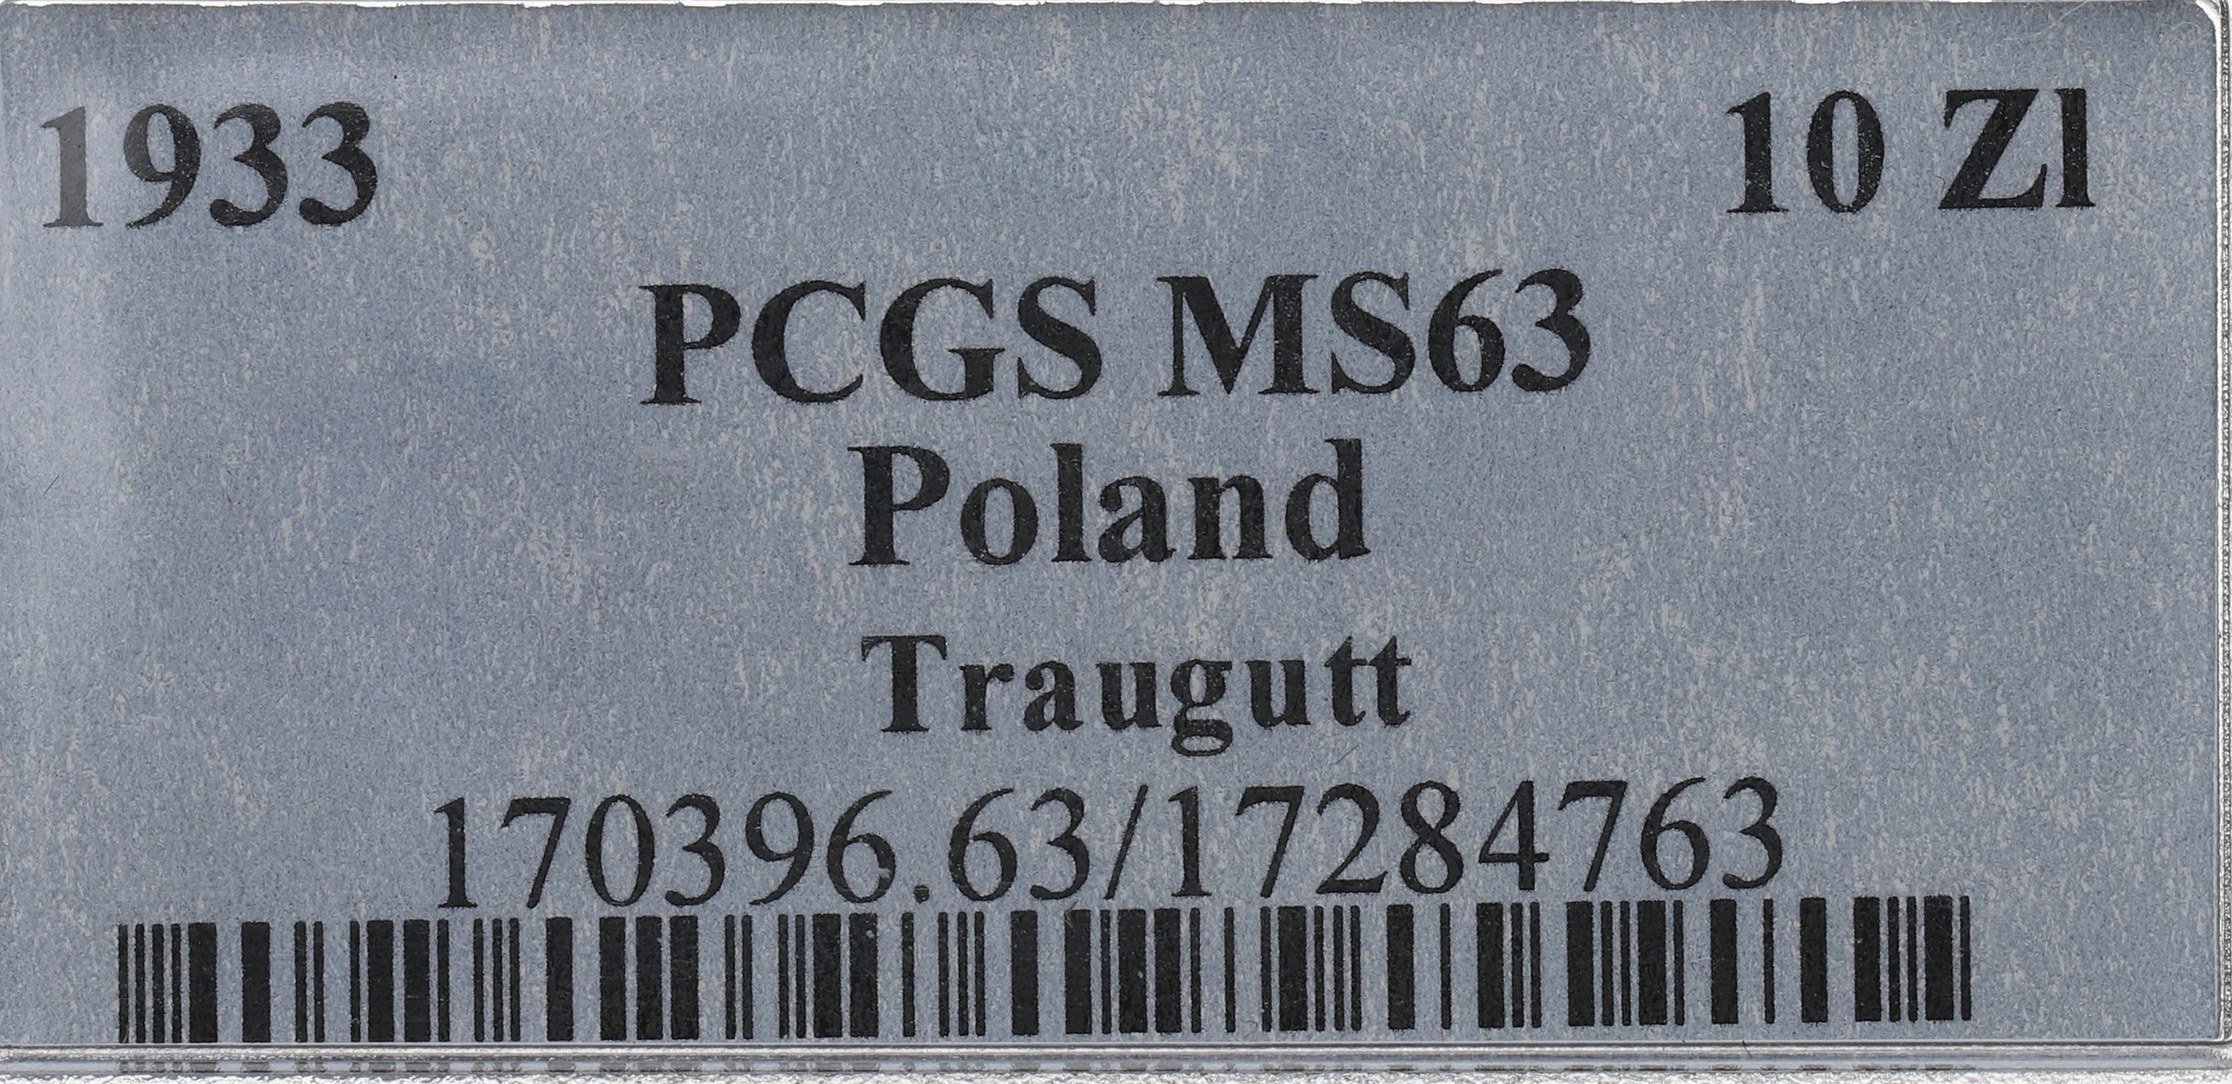 1933 10 Zl
PCGS MS63
Poland
Traugutt
170396.63/17284763